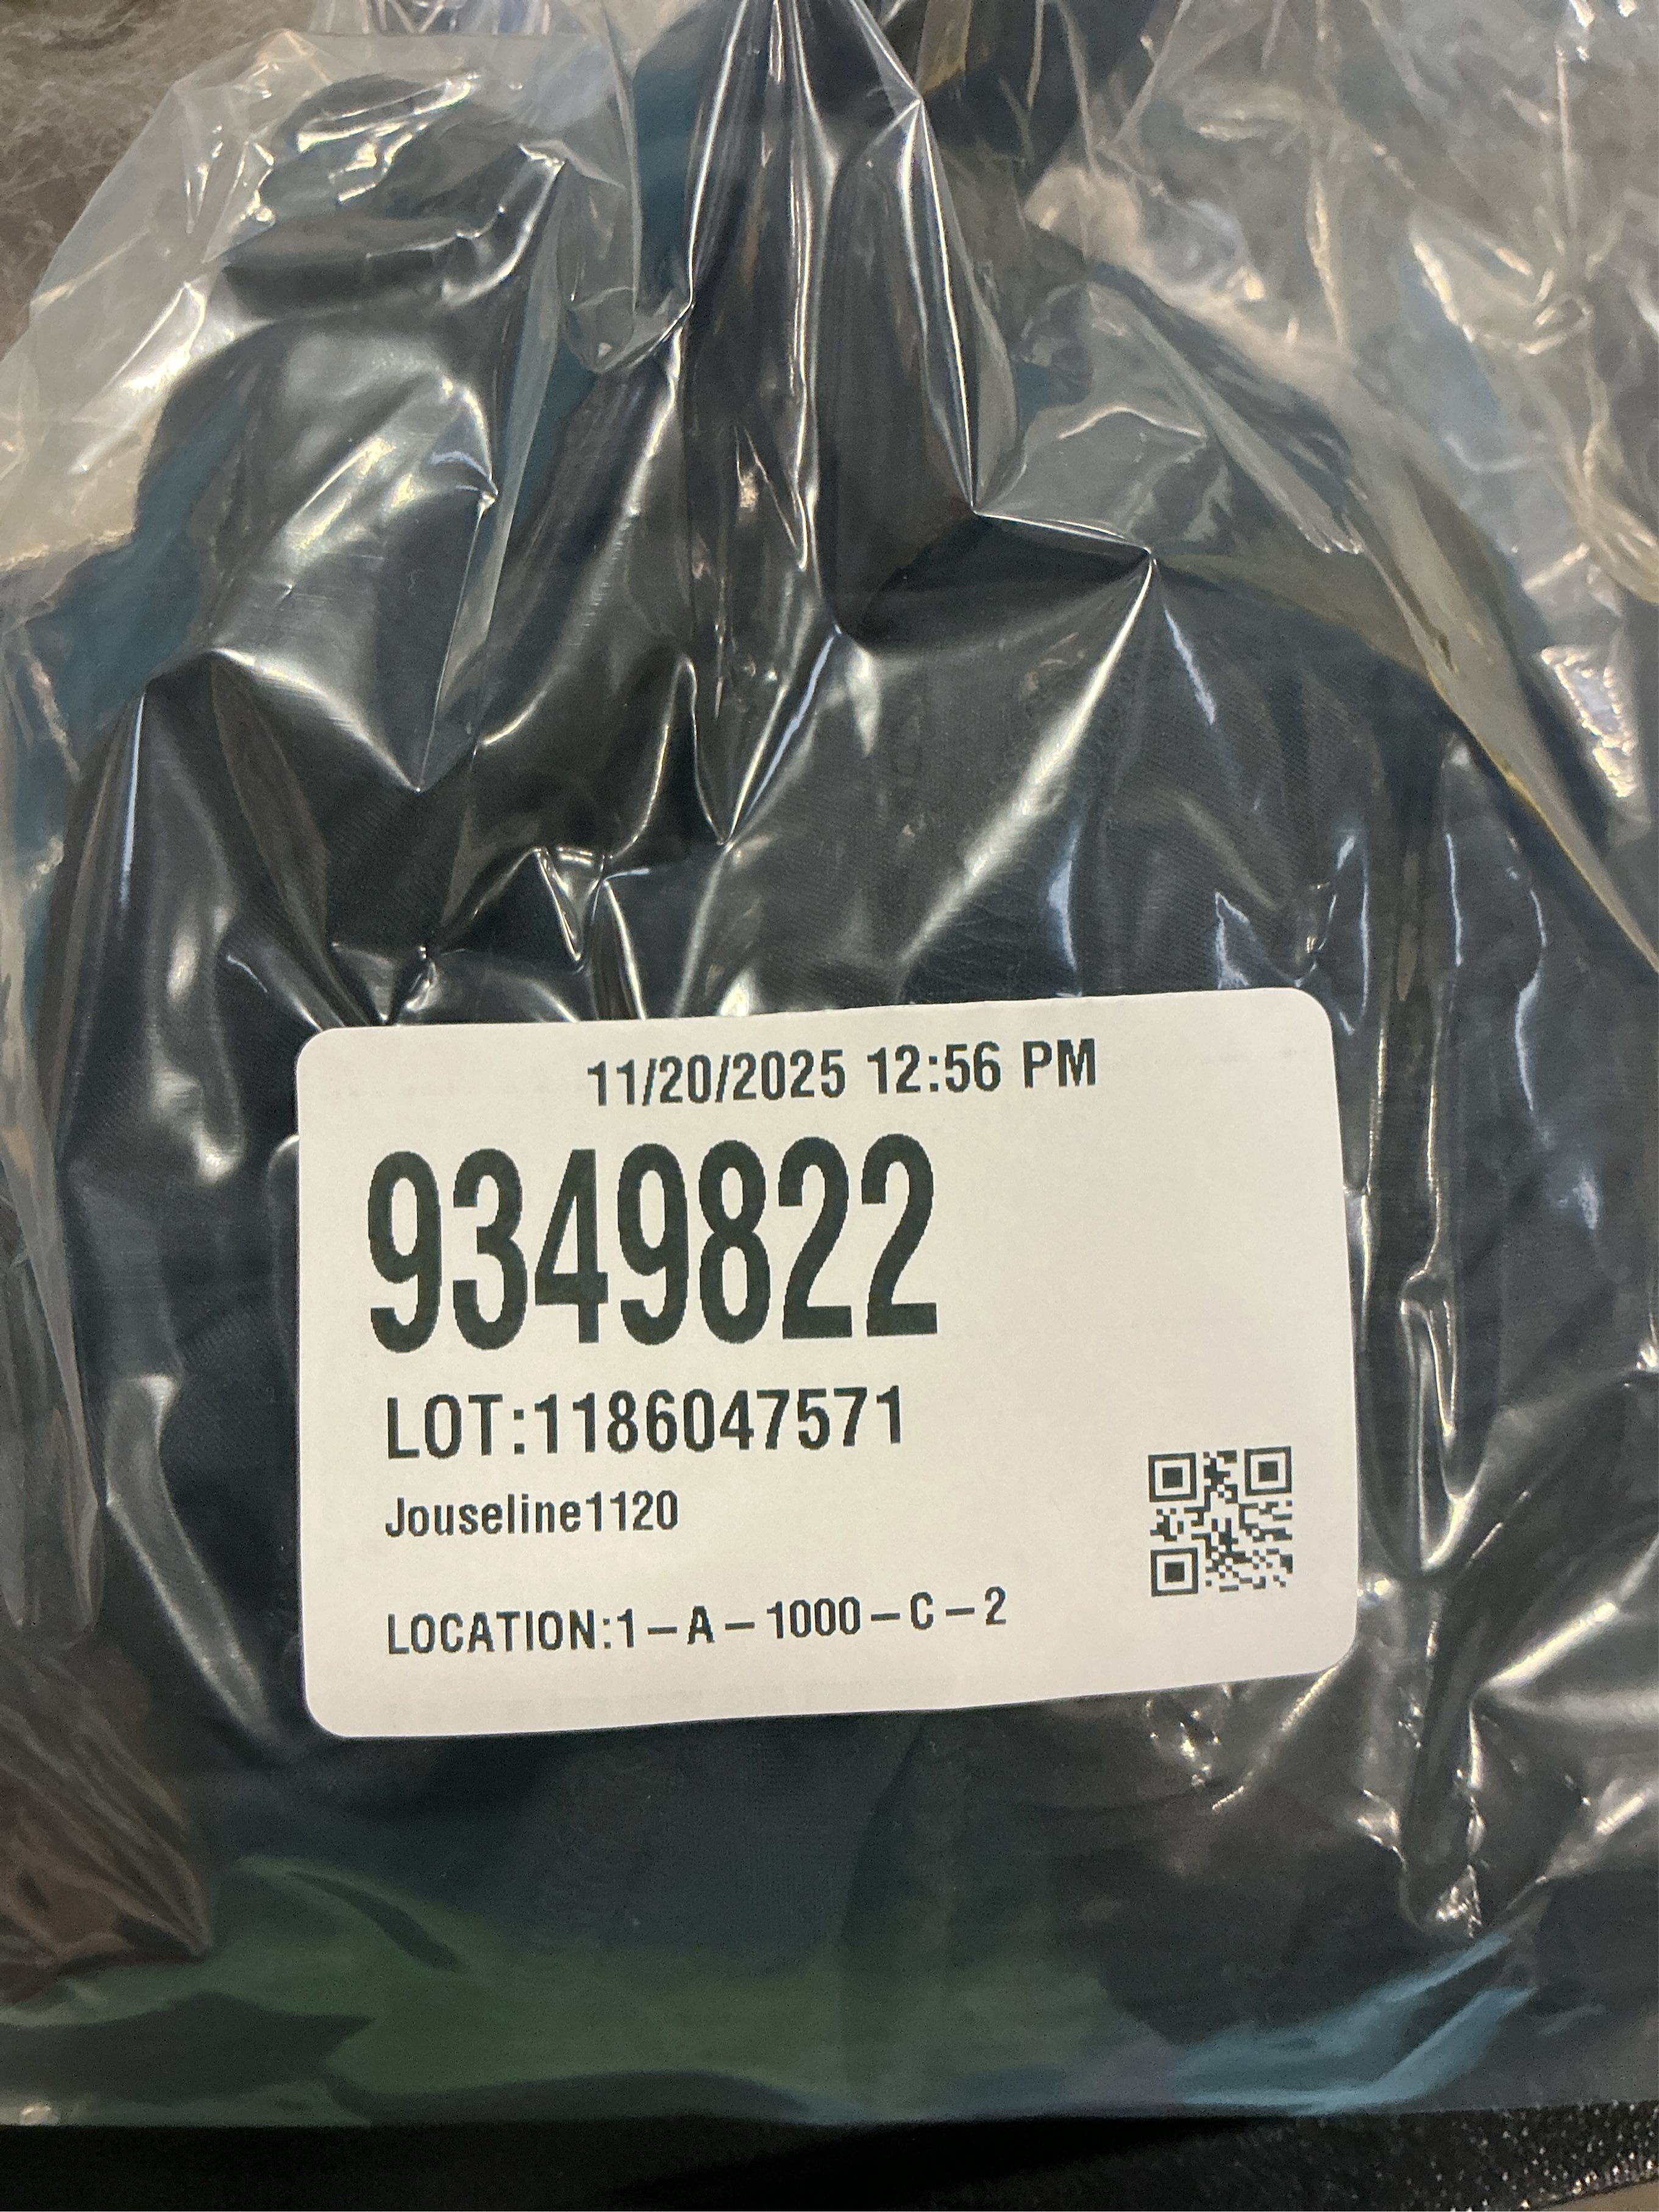 11/20/2025 12:56 PM
9349822
LOT:1186047571
Jouseline1120
LOCATION:1-A-1000-C-2